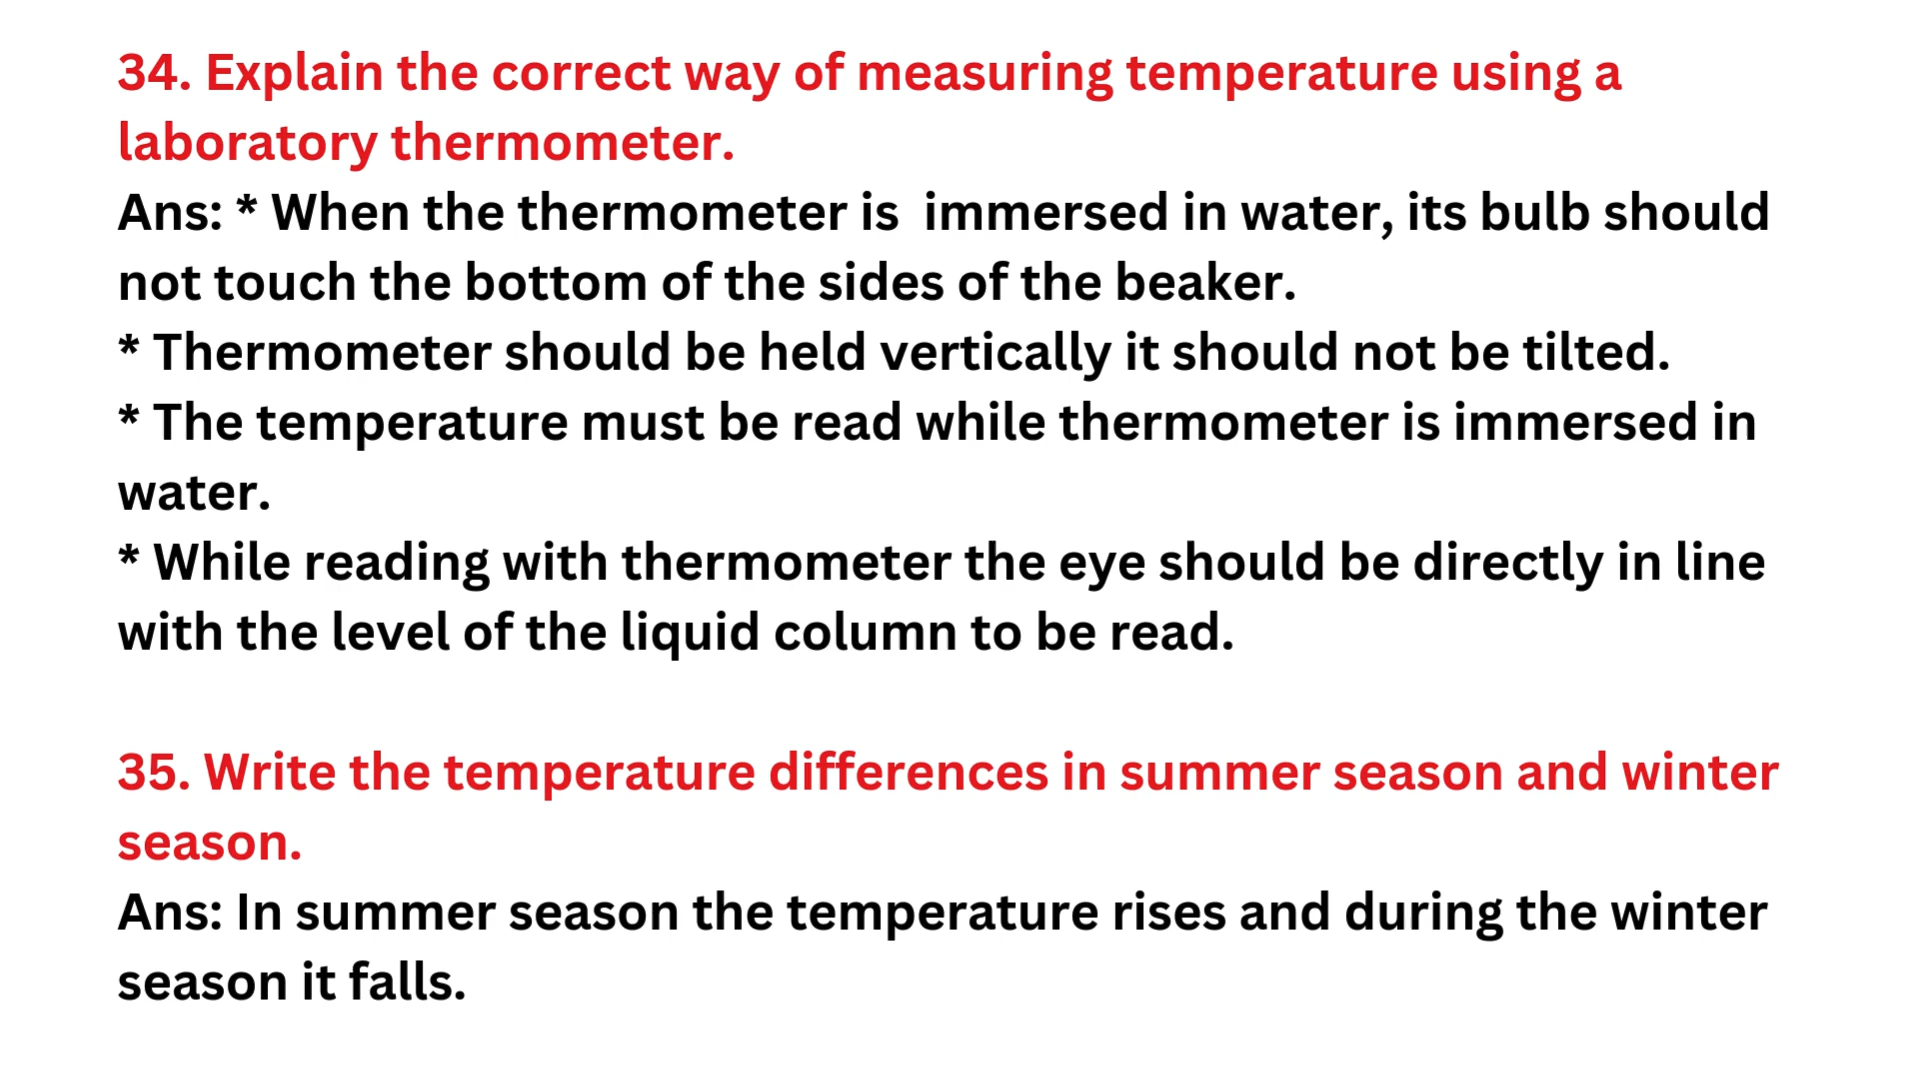 34. Explain the correct way of measuring temperature using a
laboratory thermometer.
Ans: * When the thermometer is  immersed in water, its bulb should
not touch the bottom of the sides of the beaker.
* Thermometer should be held vertically it should not be tilted.
* The temperature must be read while thermometer is immersed in
water.
* While reading with thermometer the eye should be directly in line
with the level of the liquid column to be read.
35. Write the temperature differences in summer season and winter
season.
Ans: In summer season the temperature rises and during the winter
season it falls.